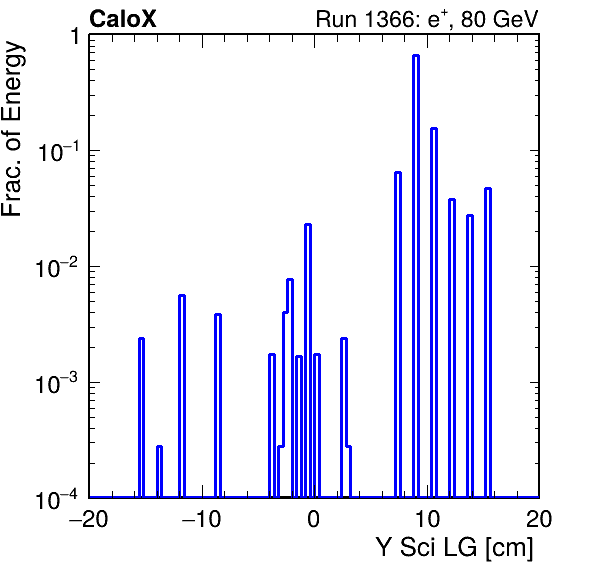 CaloX Run 1366: e⁺, 80 GeV
Frac. of Energy
1
10⁻¹
10⁻²
10⁻³
10⁻⁴
−20 −10 0 10 20
Y Sci LG [cm]